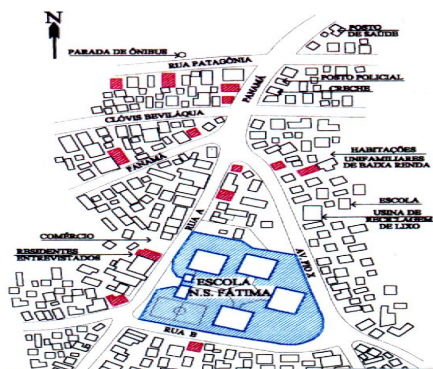 N
POSTO
DE SAÚDE
PARADA DE ÔNIBUS
RUA PATAGÔNIA
PANAMÁ
POSTO POLICIAL
CRECHE
CLÓVIS BEVILÁQUA
PANAMÁ
HABITAÇÕES
UNIFAMILIARES
DE BAIXA RENDA
ESCOLA
USINA DE
RECICLAGEM
DE LIXO
COMÉRCIO
RUA A
RESIDENTES
ENTREVISTADOS
AV. PIO X
ESCOLA
N.S. FÁTIMA
RUA B